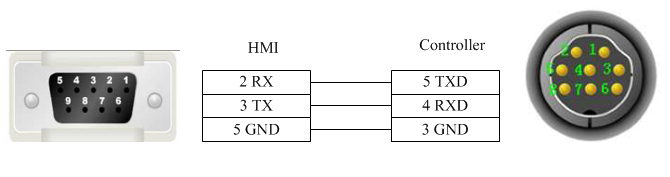 HMI
Controller
5 4 3 2 1
9 8 7 6
2 RX
5 TXD
3 TX
4 RXD
5 GND
3 GND
2 1
5 4 3
8 7 6